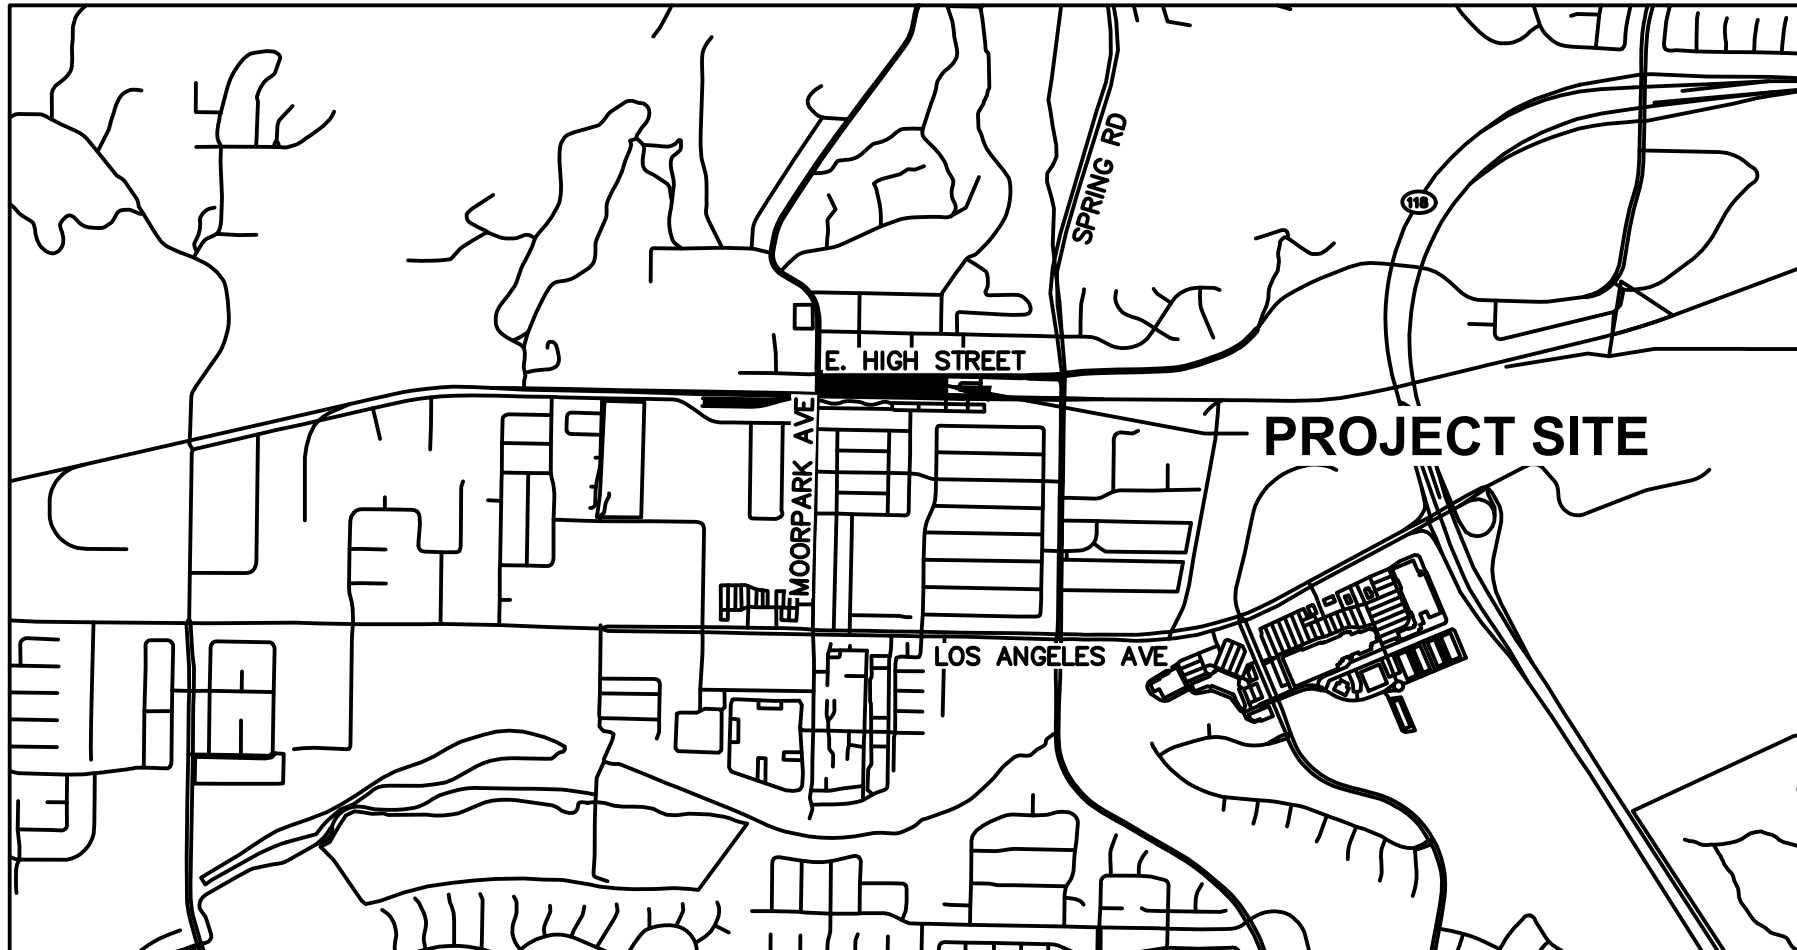 SPRING RD
118
E. HIGH STREET
MOORPARK AVE
PROJECT SITE
LOS ANGELES AVE